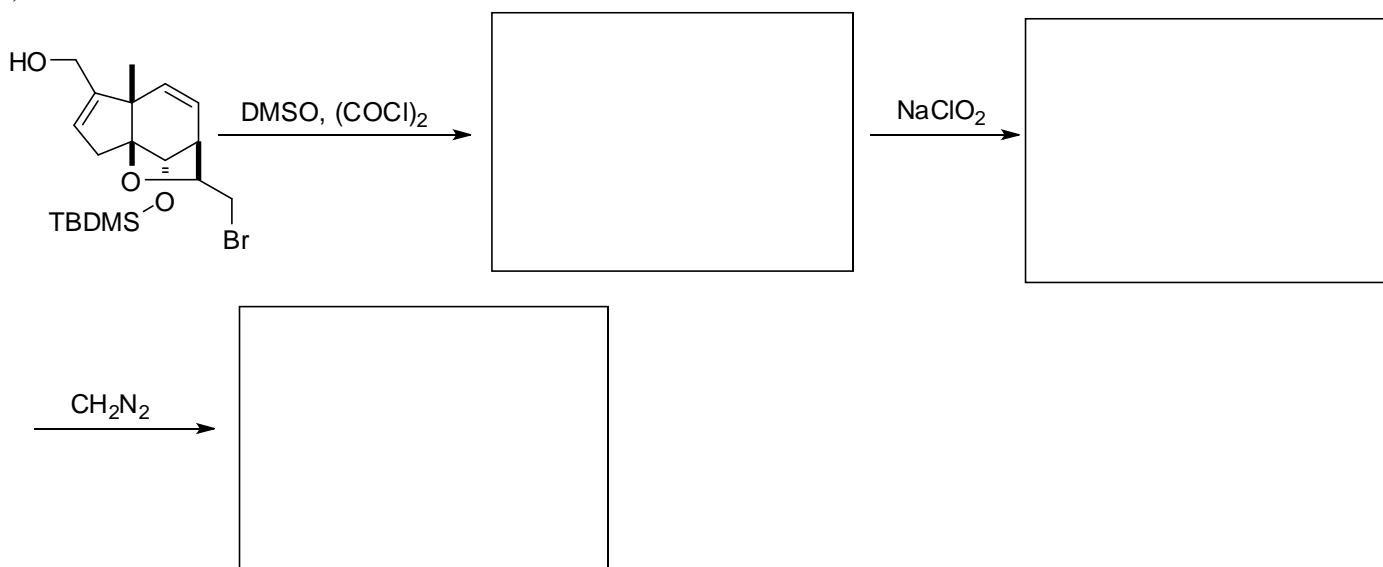 HO
DMSO, (COCl)2
NaClO2
O
O
TBDMS
Br
CH2N2